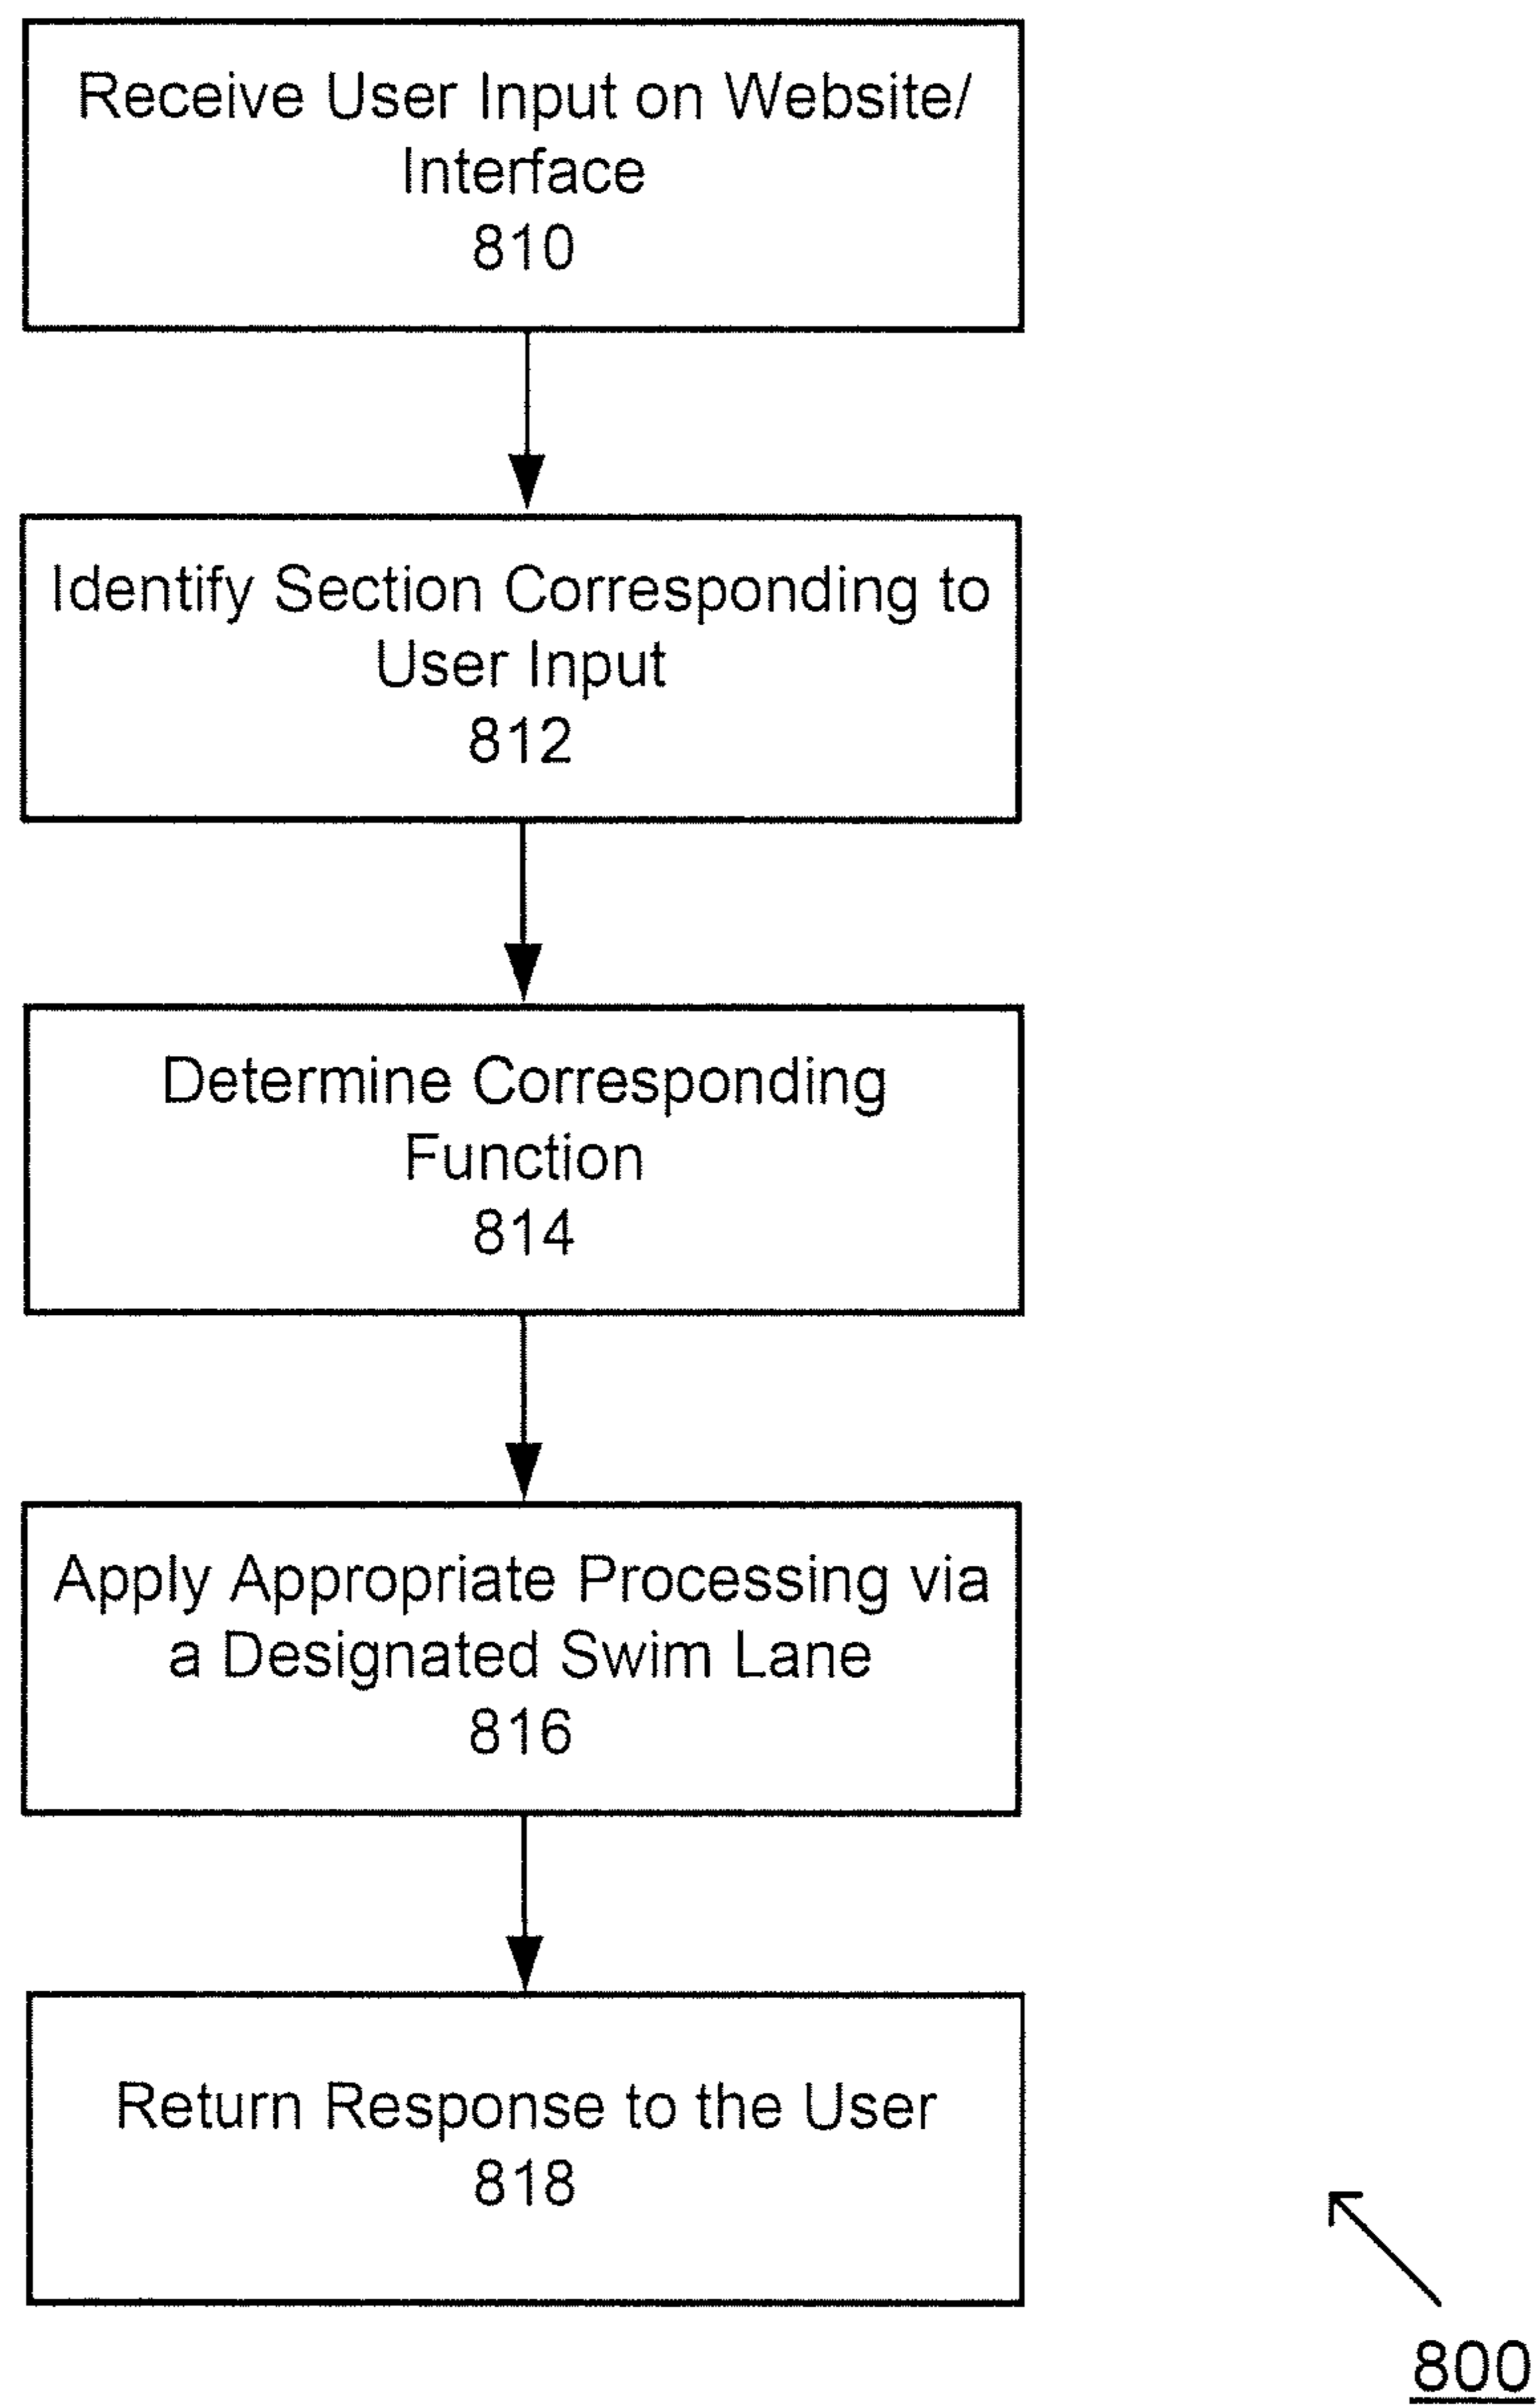 Receive User Input on Website/
Interface
810
Identify Section Corresponding to
User Input
812
Determine Corresponding
Function
814
Apply Appropriate Processing via
a Designated Swim Lane
816
Return Response to the User
818
800